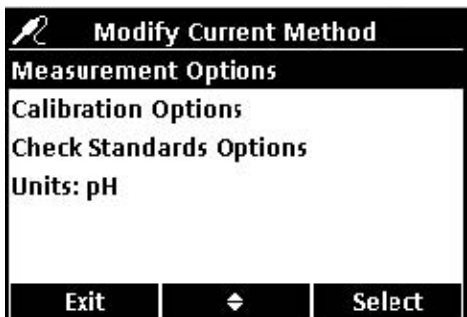 Modify Current Method
Measurement Options
Calibration Options
Check Standards Options
Units: pH
Exit Select